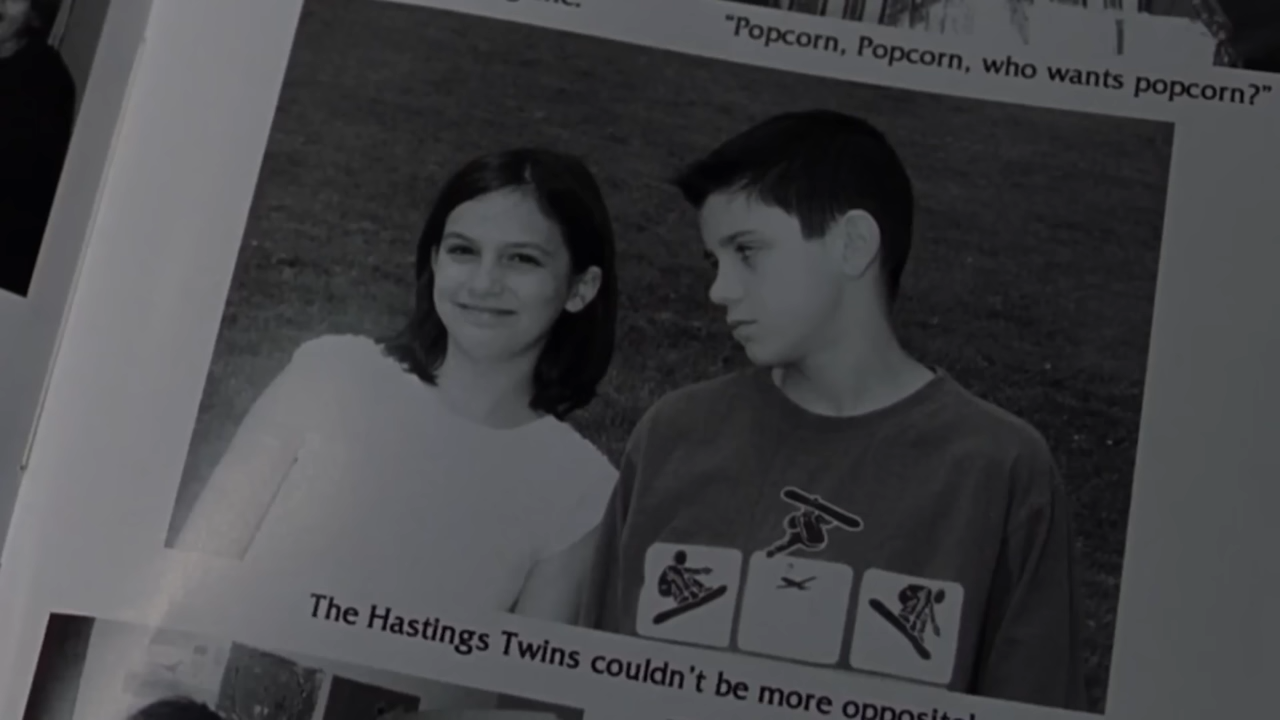 "Popcorn, Popcorn, who wants popcorn?"
The Hastings Twins couldn't be more